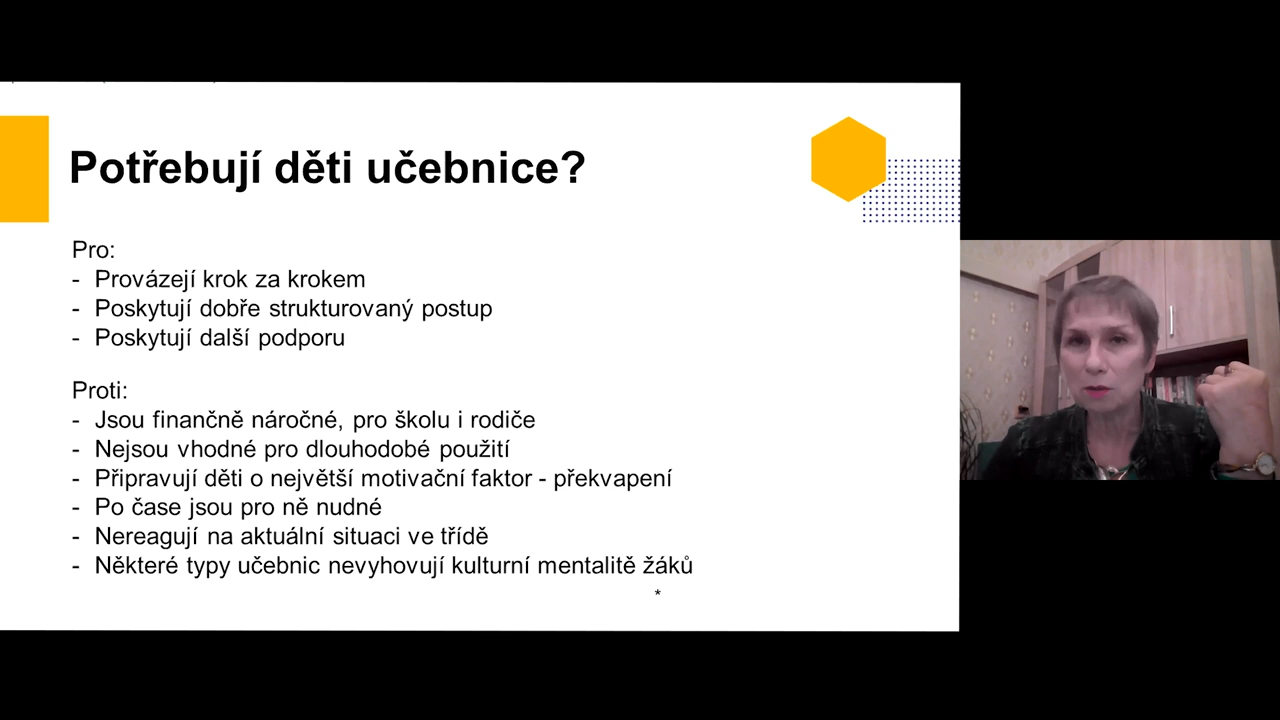 Potřebují děti učebnice?
Pro:
- Provázejí krok za krokem
- Poskytují dobře strukturovaný postup
- Poskytují další podporu
Proti:
- Jsou finančně náročné, pro školu i rodiče
- Nejsou vhodné pro dlouhodobé použití
- Připravují děti o největší motivační faktor - překvapení
- Po čase jsou pro ně nudné
- Nereagují na aktuální situaci ve třídě
- Některé typy učebnic nevyhovují kulturní mentalitě žáků
*